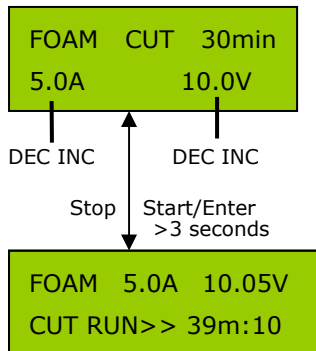 FOAM CUT 30min
5.0A 10.0V
DEC INC DEC INC
Stop Start/Enter
>3 seconds
FOAM 5.0A 10.05V
CUT RUN>> 39m:10